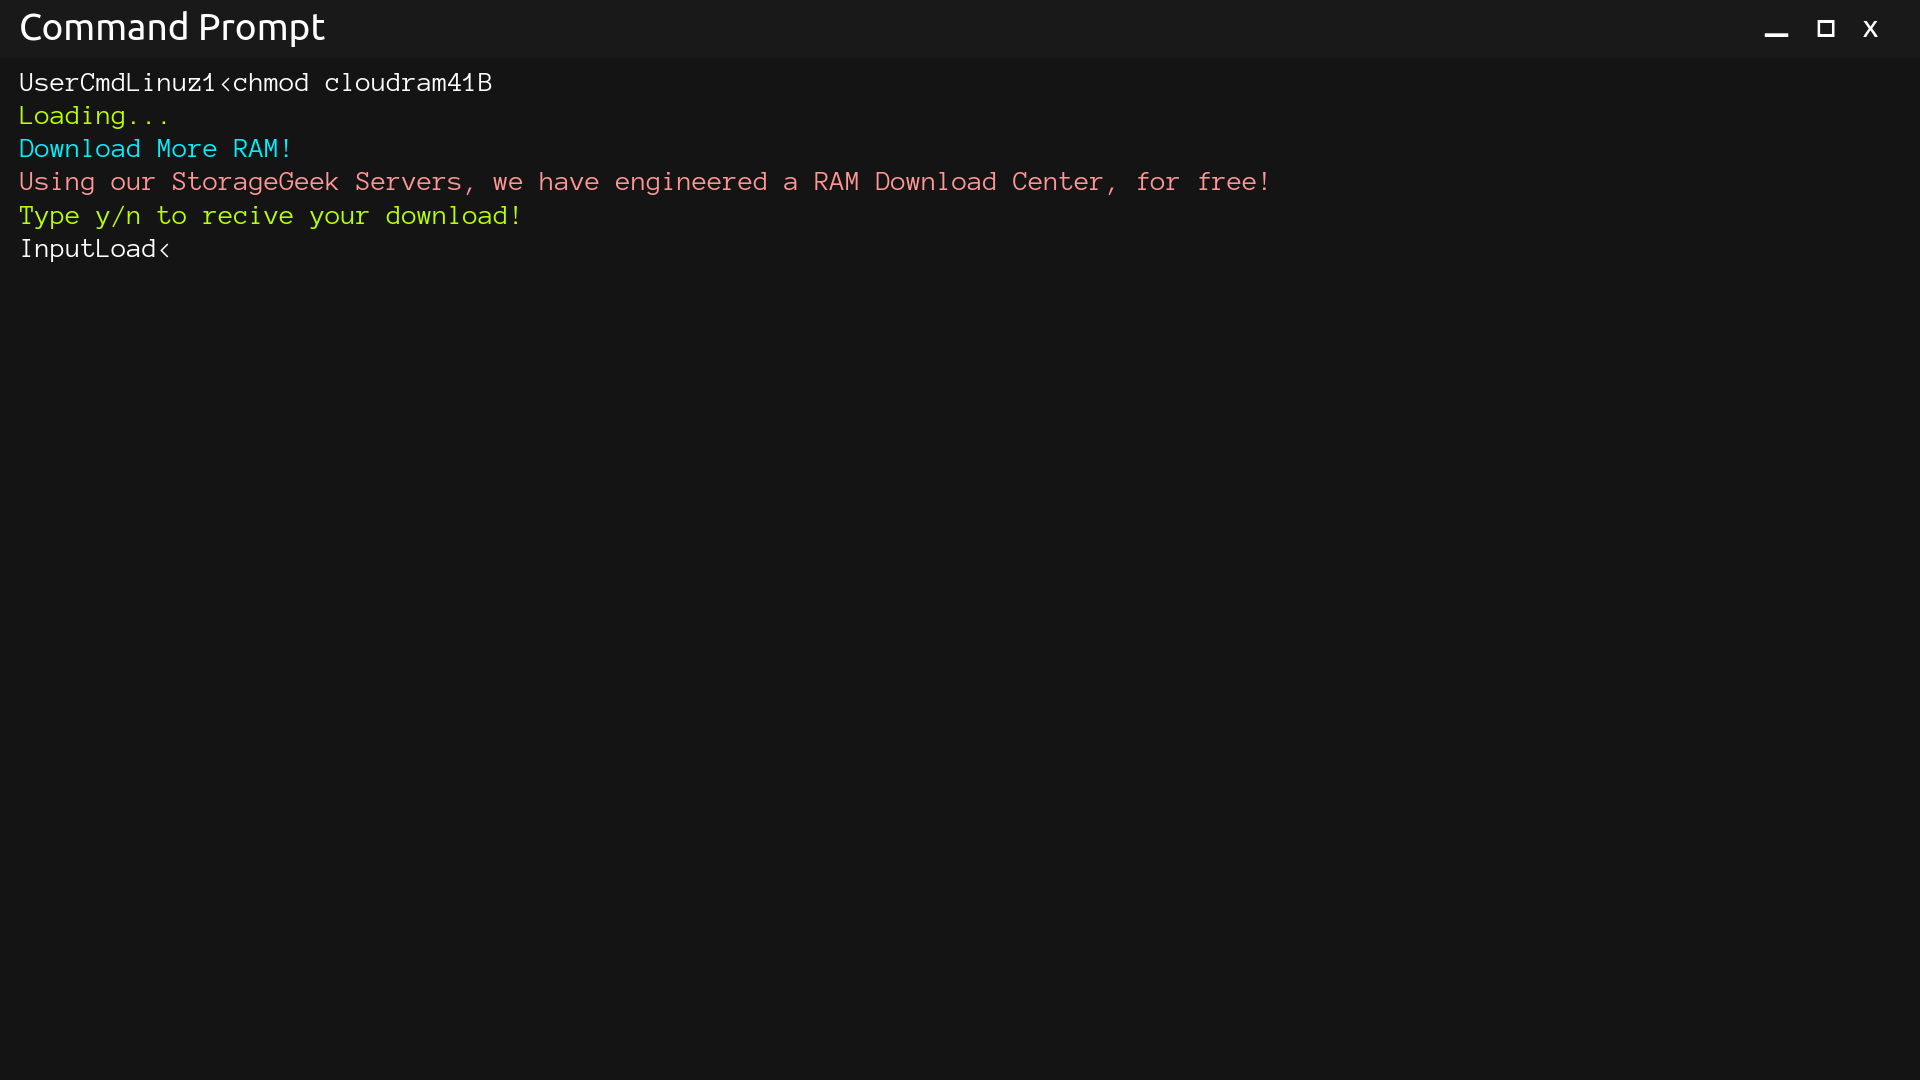 Command Prompt
UserCmdLinuz1<chmod cloudram41B
Loading...
Download More RAM!
Using our StorageGeek Servers, we have engineered a RAM Download Center, for free!
Type y/n to recive your download!
InputLoad<